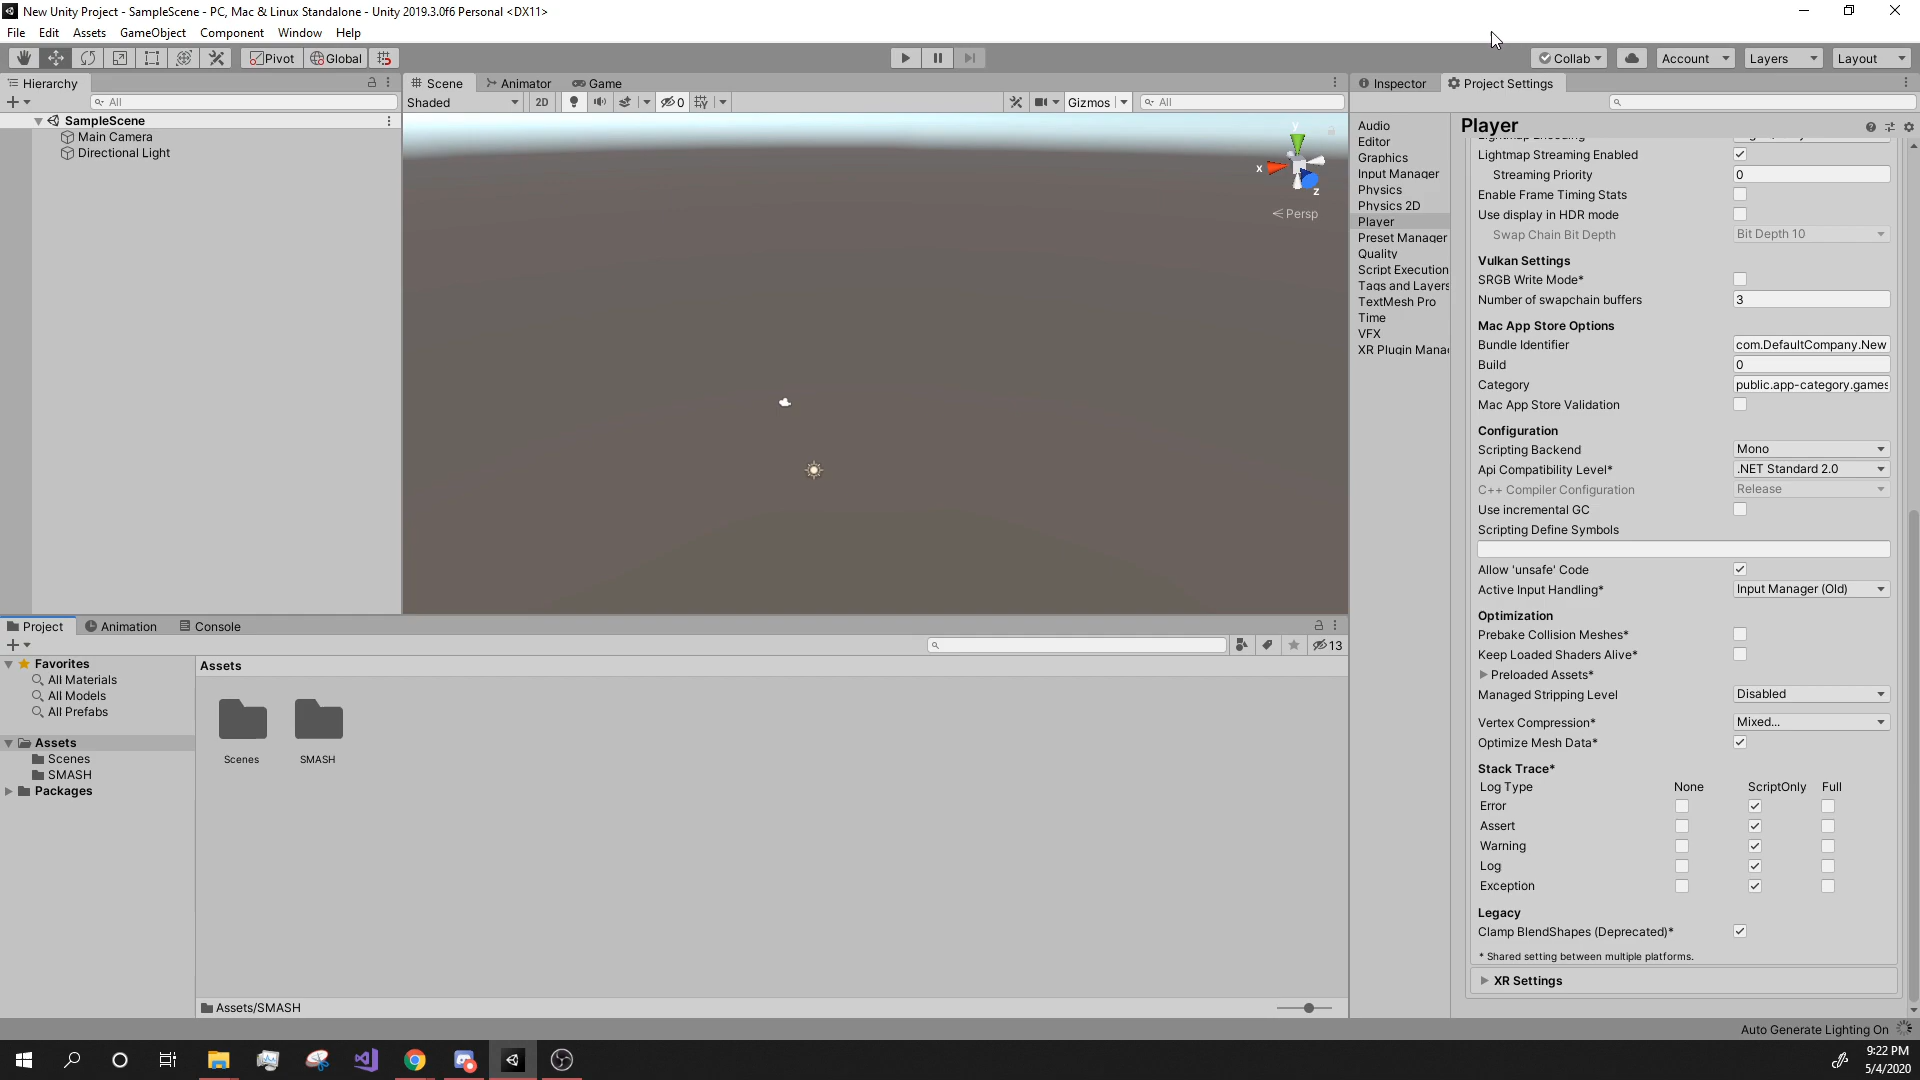 New Unity Project - SampleScene - PC, Mac & Linux Standalone - Unity 2019.3.0f6 Personal <DX11>
File Edit Assets GameObject Component Window Help
Pivot Global Collab Account Layers Layout
Hierarchy
All
SampleScene
Main Camera
Directional Light
Scene Animator Game
Shaded 2D 0 Gizmos All
y
x
z
Persp
Inspector Project Settings
Audio
Editor
Graphics
Input Manager
Physics
Physics 2D
Player
Preset Manager
Quality
Script Execution
Tags and Layers
TextMesh Pro
Time
VFX
XR Plugin Mana
Player
Lightmap Streaming Enabled
Streaming Priority 0
Enable Frame Timing Stats
Use display in HDR mode
Swap Chain Bit Depth Bit Depth 10
Vulkan Settings
SRGB Write Mode*
Number of swapchain buffers 3
Mac App Store Options
Bundle Identifier com.DefaultCompany.New
Build 0
Category public.app-category.games
Mac App Store Validation
Configuration
Scripting Backend Mono
Api Compatibility Level* .NET Standard 2.0
C++ Compiler Configuration Release
Use incremental GC
Scripting Define Symbols
Allow 'unsafe' Code
Active Input Handling* Input Manager (Old)
Optimization
Prebake Collision Meshes*
Keep Loaded Shaders Alive*
Preloaded Assets*
Managed Stripping Level Disabled
Vertex Compression* Mixed...
Optimize Mesh Data*
Stack Trace*
Log Type None ScriptOnly Full
Error
Assert
Warning
Log
Exception
Legacy
Clamp BlendShapes (Deprecated)*
* Shared setting between multiple platforms.
XR Settings
Project Animation Console
13
Favorites
All Materials
All Models
All Prefabs
Assets
Scenes
SMASH
Packages
Assets
Scenes SMASH
Assets/SMASH
Auto Generate Lighting On
9:22 PM
5/4/2020